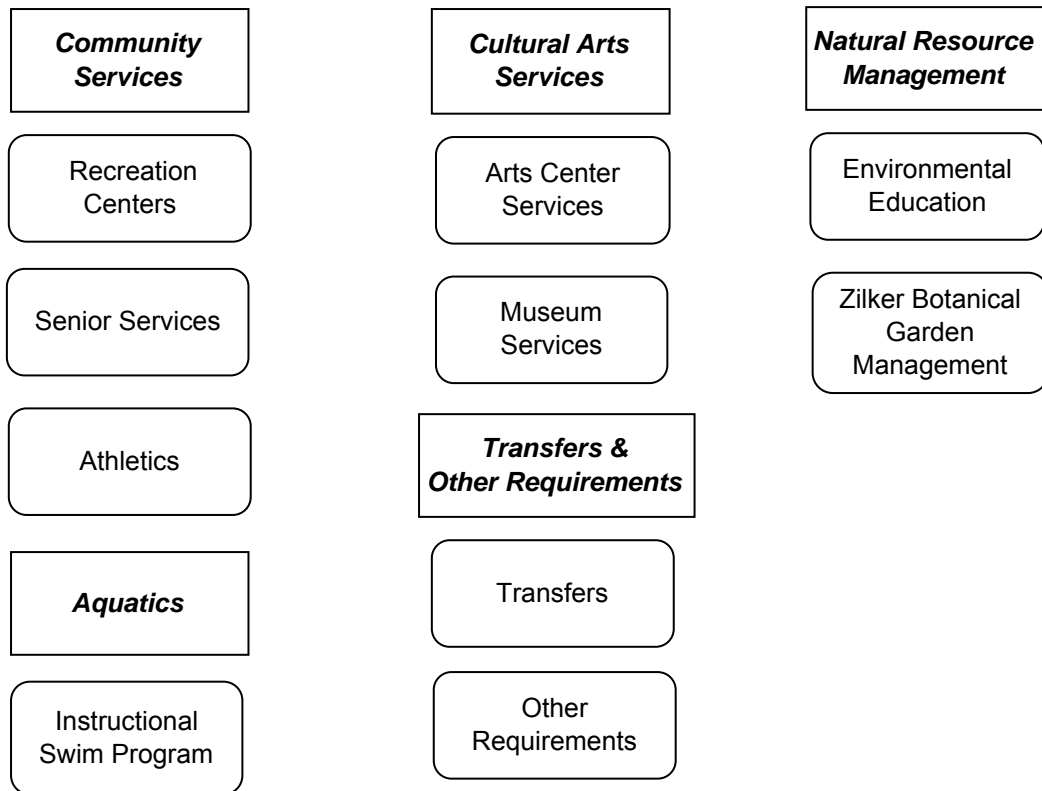 Community
Services
Recreation
Centers
Senior Services
Athletics
Aquatics
Instructional
Swim Program
Cultural Arts
Services
Arts Center
Services
Museum
Services
Transfers &
Other Requirements
Transfers
Other
Requirements
Natural Resource
Management
Environmental
Education
Zilker Botanical
Garden
Management